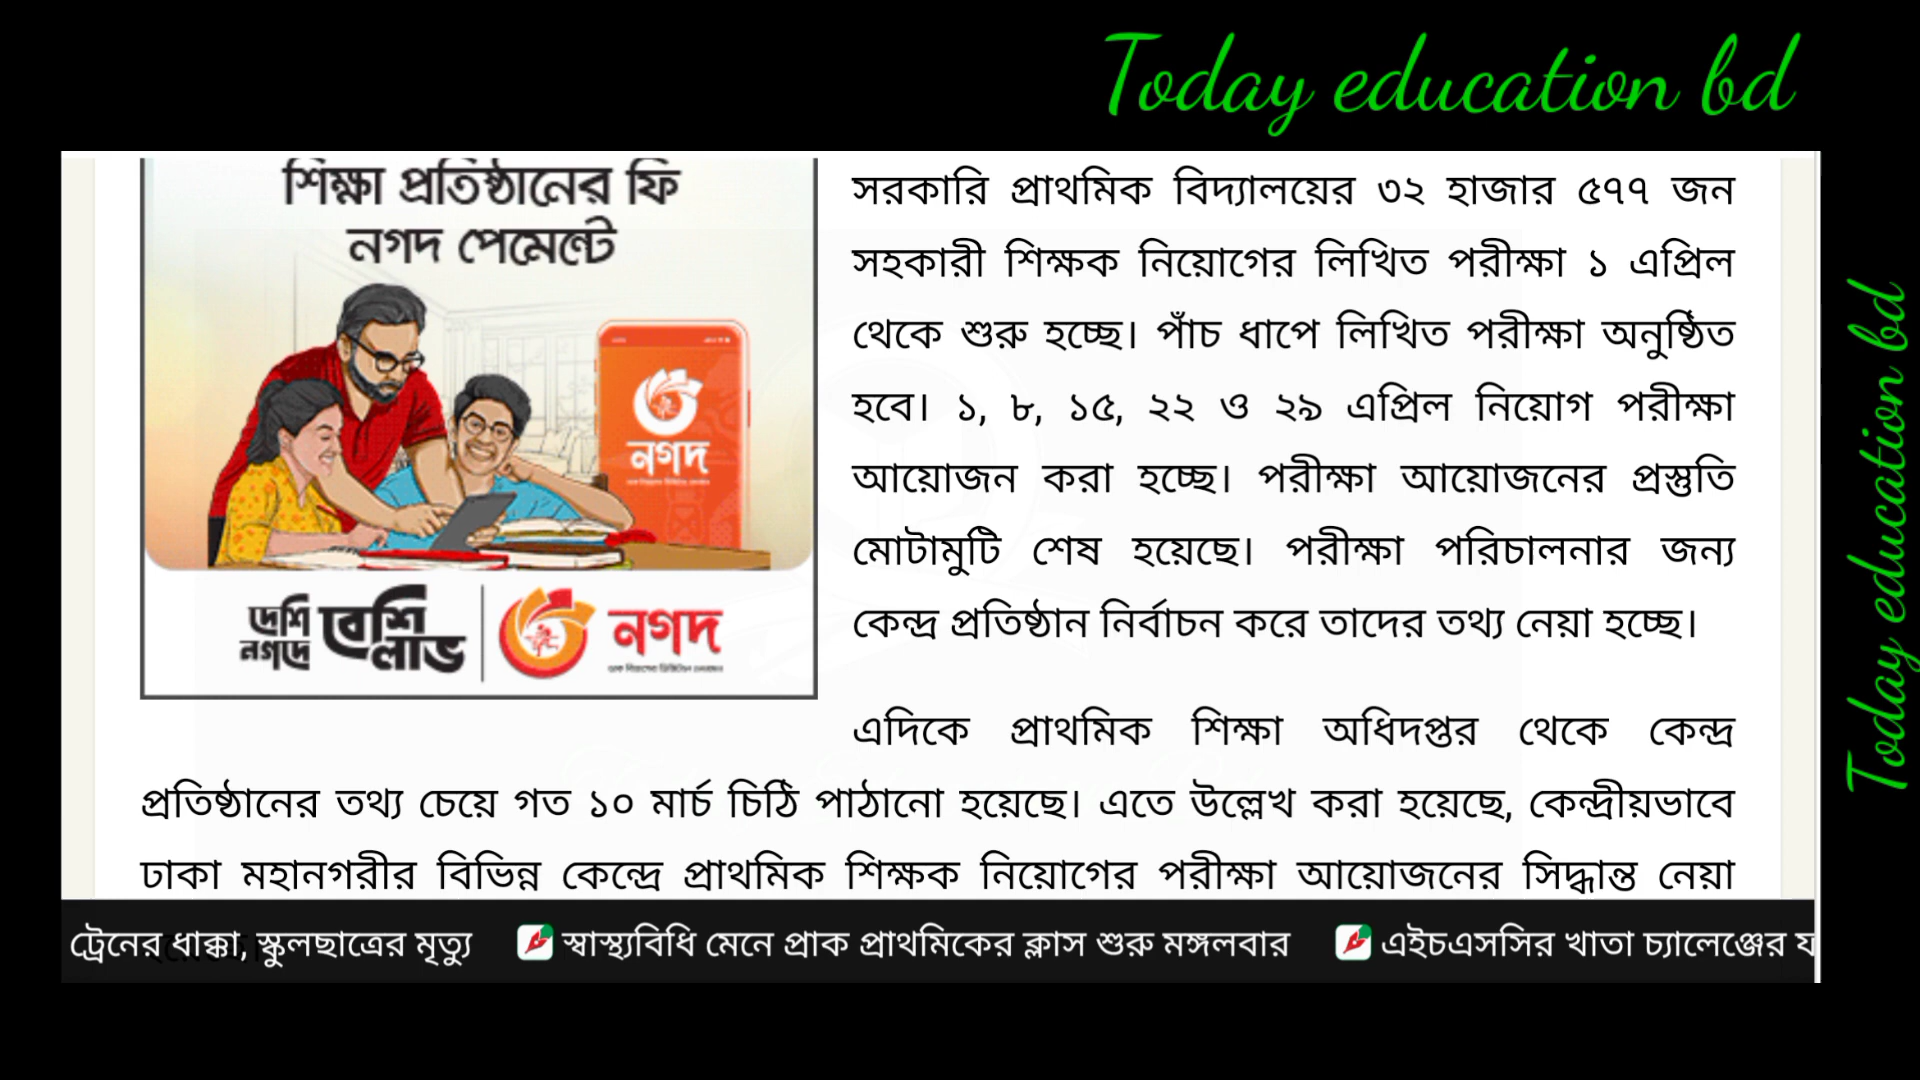 Today education bd
শিক্ষা প্রতিষ্ঠানের ফি
নগদ পেমেন্টে
নগদ
দেশি
নগদে
বেশি
লাভ
নগদ
সরকারি প্রাথমিক বিদ্যালয়ের ৩২ হাজার ৫৭৭ জন
সহকারী শিক্ষক নিয়োগের লিখিত পরীক্ষা ১ এপ্রিল
থেকে শুরু হচ্ছে। পাঁচ ধাপে লিখিত পরীক্ষা অনুষ্ঠিত
হবে। ১, ৮, ১৫, ২২ ও ২৯ এপ্রিল নিয়োগ পরীক্ষা
আয়োজন করা হচ্ছে। পরীক্ষা আয়োজনের প্রস্তুতি
মোটামুটি শেষ হয়েছে। পরীক্ষা পরিচালনার জন্য
কেন্দ্র প্রতিষ্ঠান নির্বাচন করে তাদের তথ্য নেয়া হচ্ছে।
এদিকে প্রাথমিক শিক্ষা অধিদপ্তর থেকে কেন্দ্র
প্রতিষ্ঠানের তথ্য চেয়ে গত ১০ মার্চ চিঠি পাঠানো হয়েছে। এতে উল্লেখ করা হয়েছে, কেন্দ্রীয়ভাবে
ঢাকা মহানগরীর বিভিন্ন কেন্দ্রে প্রাথমিক শিক্ষক নিয়োগের পরীক্ষা আয়োজনের সিদ্ধান্ত নেয়া
ট্রেনের ধাক্কা, স্কুলছাত্রের মৃত্যু স্বাস্থ্যবিধি মেনে প্রাক প্রাথমিকের ক্লাস শুরু মঙ্গলবার এইচএসসির খাতা চ্যালেঞ্জের ফ
Today education bd